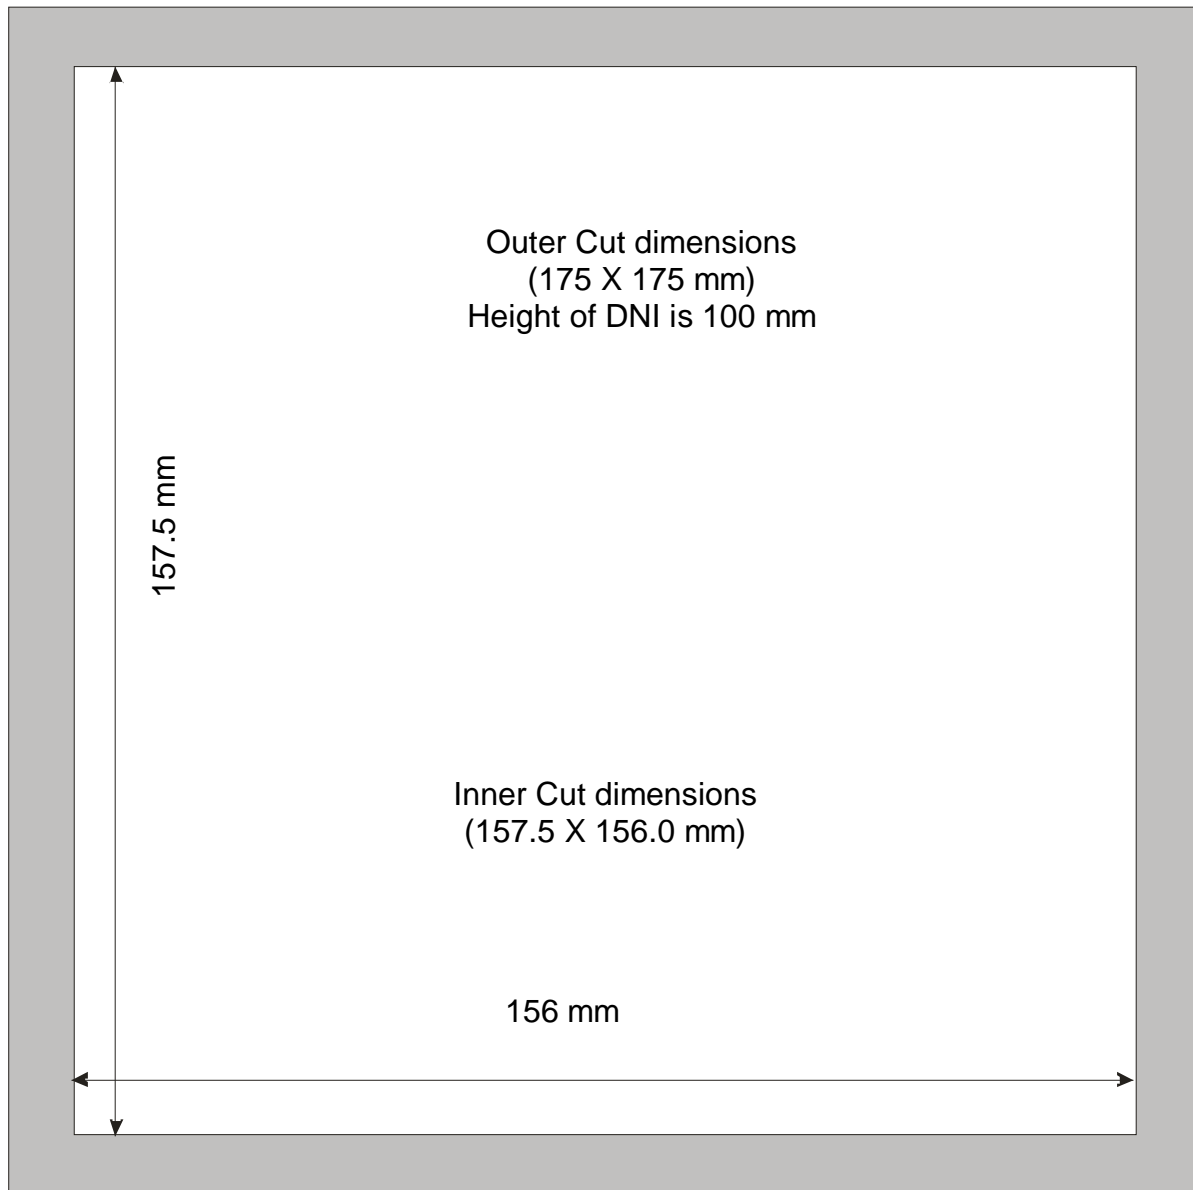 Outer Cut dimensions
(175 X 175 mm)
Height of DNI is 100 mm
157.5 mm
Inner Cut dimensions
(157.5 X 156.0 mm)
156 mm